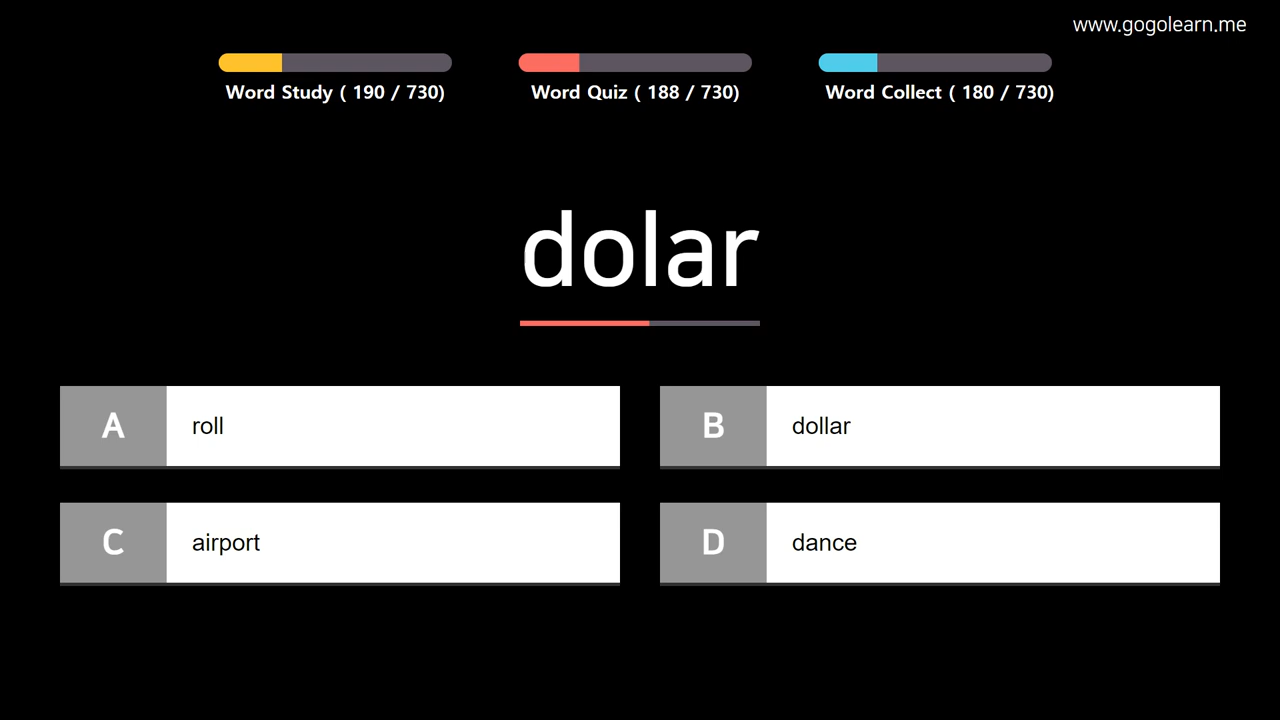 www.gogolearn.me
Word Study ( 190 / 730)
Word Quiz ( 188 / 730)
Word Collect ( 180 / 730)
dolar
A roll
B dollar
C airport
D dance